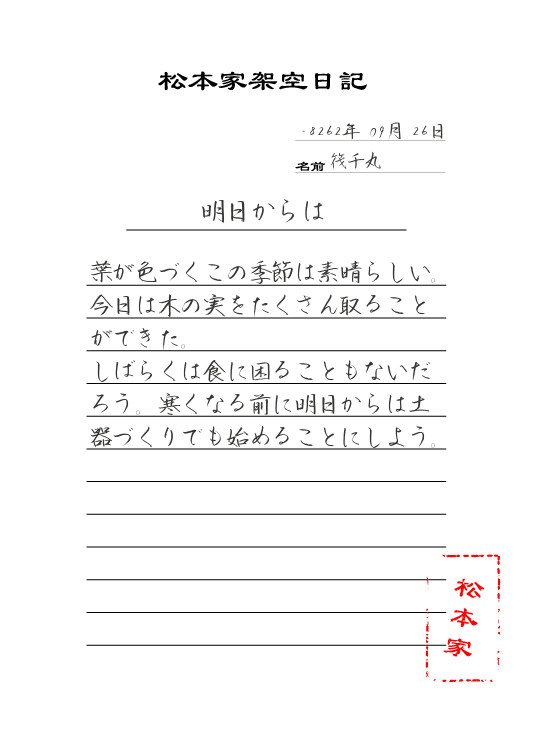 松本家架空日記
-8262年 09月 26日
名前 筏千丸
明日からは
葉が色づくこの季節は素晴らしい。
今日は木の実をたくさん取ること
ができた。
しばらくは食に困ることもないだ
ろう。寒くなる前に明日からは土
器づくりでも始めることにしよう。
松本家